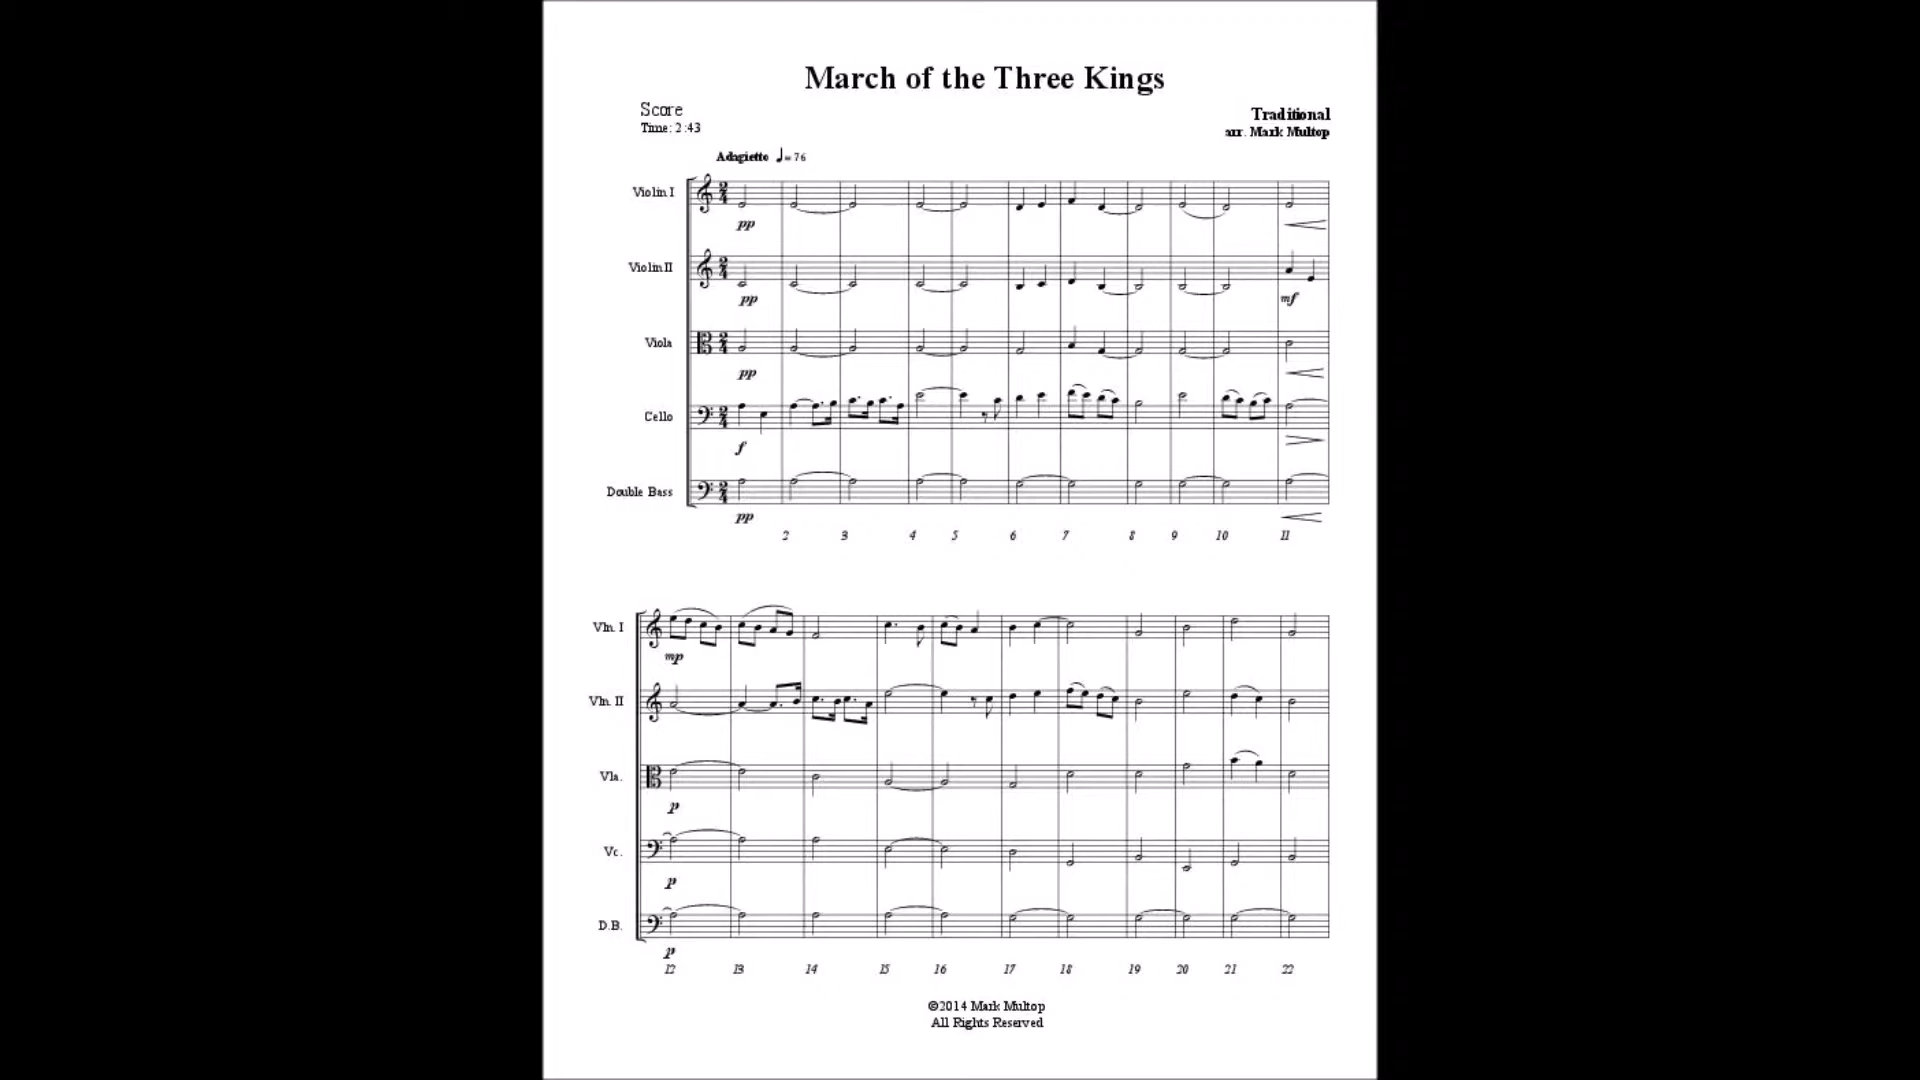 March of the Three Kings
Score
Time: 2:43
Traditional
arr. Mark Multop
Adagietto ♩= 76
Violin I
pp
Violin II
pp
mf
Viola
pp
Cello
f
Double Bass
pp
2 3 4 5 6 7 8 9 10 11
Vln. I
mp
Vln. II
Vla.
p
Vc.
p
D.B.
p
12 13 14 15 16 17 18 19 20 21 22
©2014 Mark Multop
All Rights Reserved